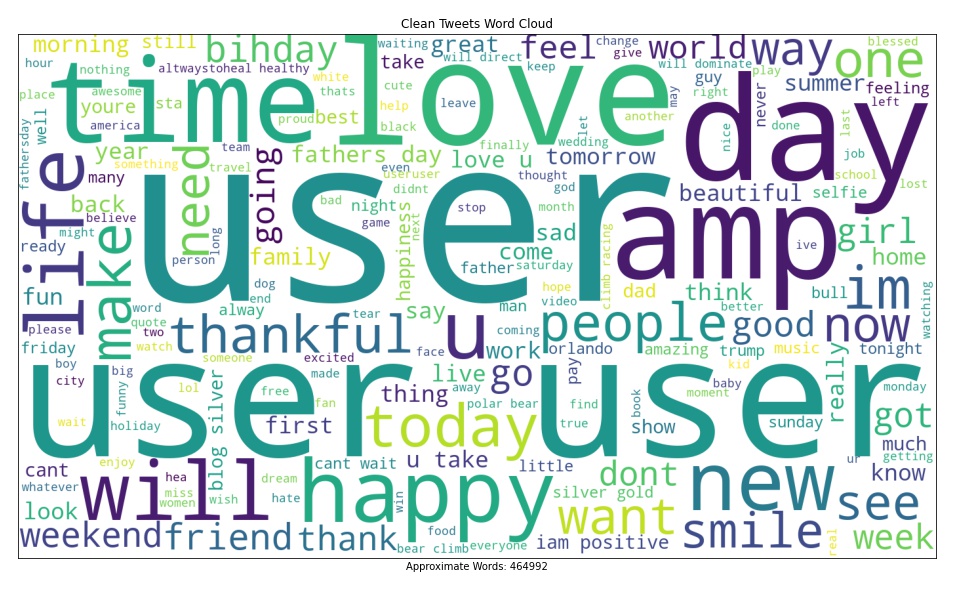 Clean Tweets Word Cloud
morning still bihday great feel change give world way one blessed
hour nothing altwaystoheal healthy waiting take will direct keep will dominate guy play summer feeling
time love day
place awesome white thats cute leave may right never left
youre sta proud best help black another nice done last
america
fathersday well year need team going fathers day finally let wedding job
many something travel love u tomorrow school
life even useruser thought beautiful selfie lost
back bad night didnt god
believe user stop month amp
might game happiness next sad climb racing ive girl
ready make person long family come home
father saturday
fun dog hope dad think bull im
word end alway tear say man video better watching
please quote two thankful u coming people good now
friday watch someone excited face work orlando amazing trump music tonight
boy big made live go pay kid really
city funny lol free away baby monday
user thing polar bear user moment
wait holiday blog silver fan first today find true book show sunday got
cant enjoy cant wait u take little dont ur much getting
whatever hea dream know
will miss women wish hate happy win silver gold new see
look food want
weekend friend thank bear climb everyone iam positive smile real week
Approximate Words: 464992